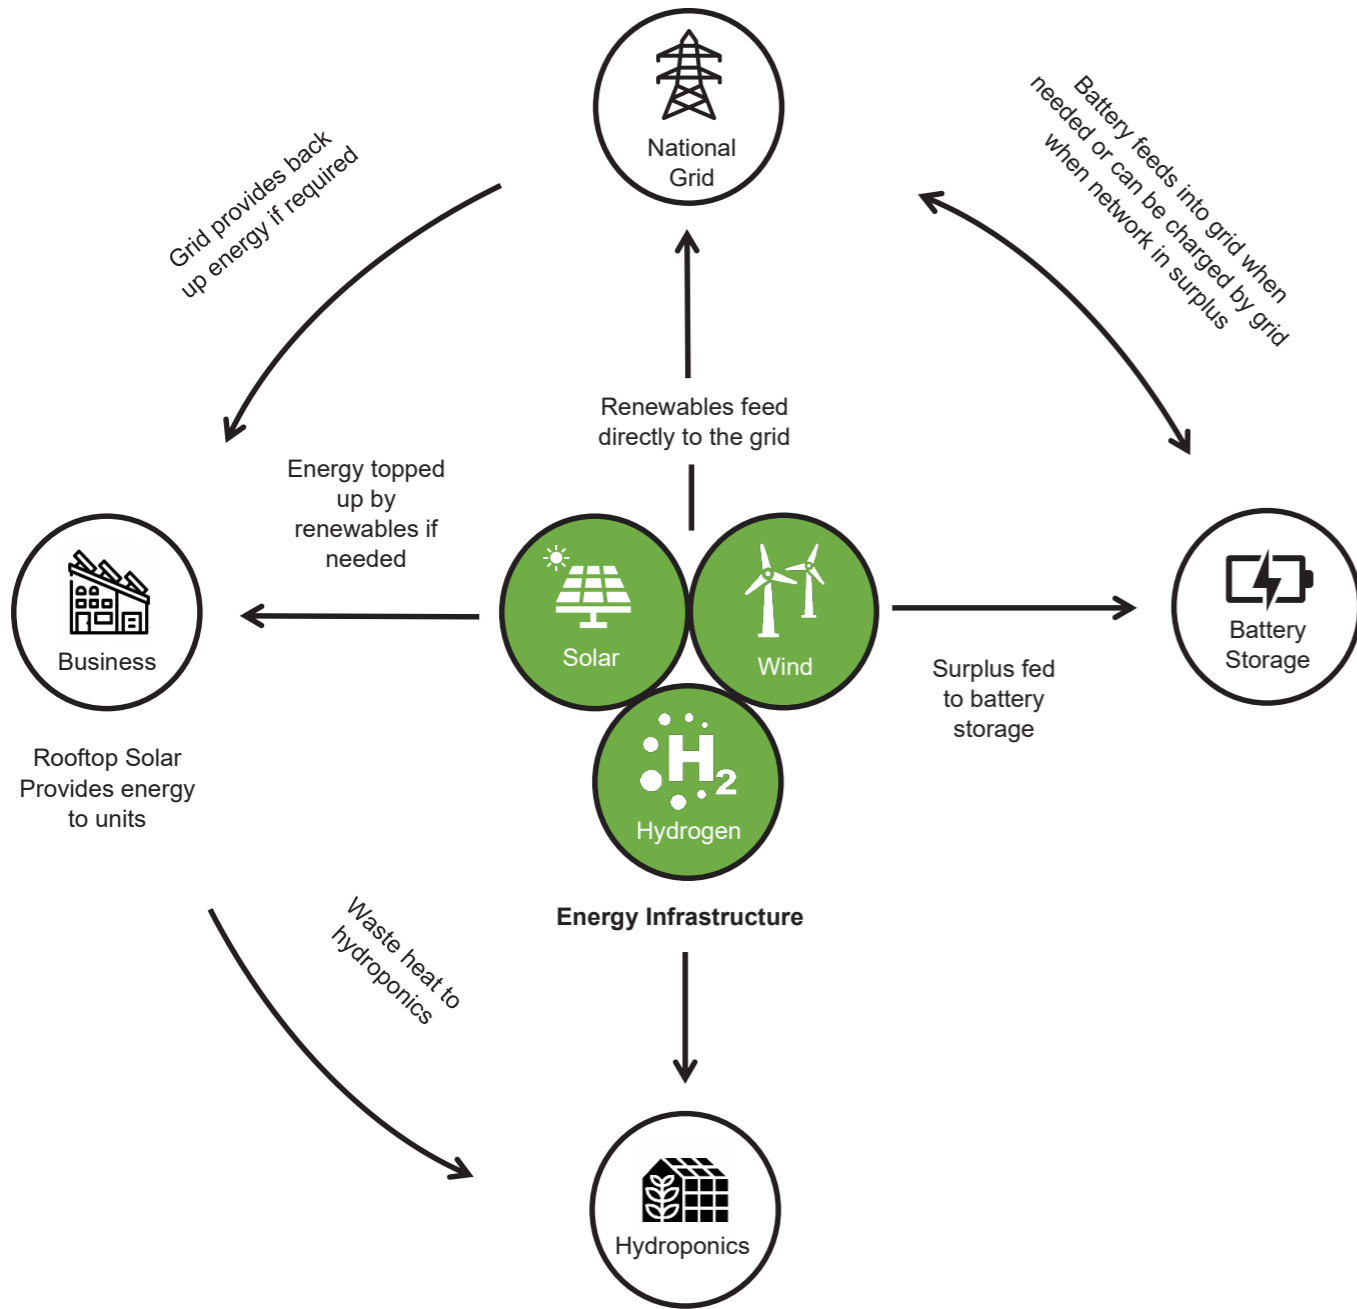 National
Grid
Grid provides back
up energy if required
Battery feeds into grid when
needed or can be charged by grid
when network in surplus
Renewables feed
directly to the grid
Energy topped
up by
renewables if
needed
Business
Rooftop Solar
Provides energy
to units
Solar
Wind
H2
Hydrogen
Energy Infrastructure
Surplus fed
to battery
storage
Battery
Storage
Waste heat to
hydroponics
Hydroponics